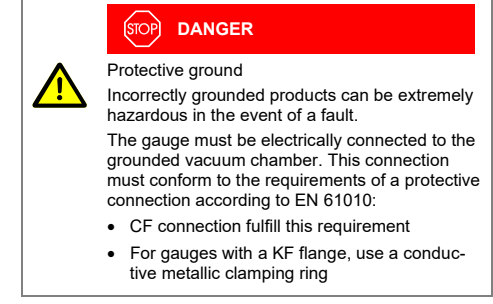 STOP DANGER
Protective ground
Incorrectly grounded products can be extremely
hazardous in the event of a fault.
The gauge must be electrically connected to the
grounded vacuum chamber. This connection
must conform to the requirements of a protective
connection according to EN 61010:
• CF connection fulfill this requirement
• For gauges with a KF flange, use a conduc-
tive metallic clamping ring